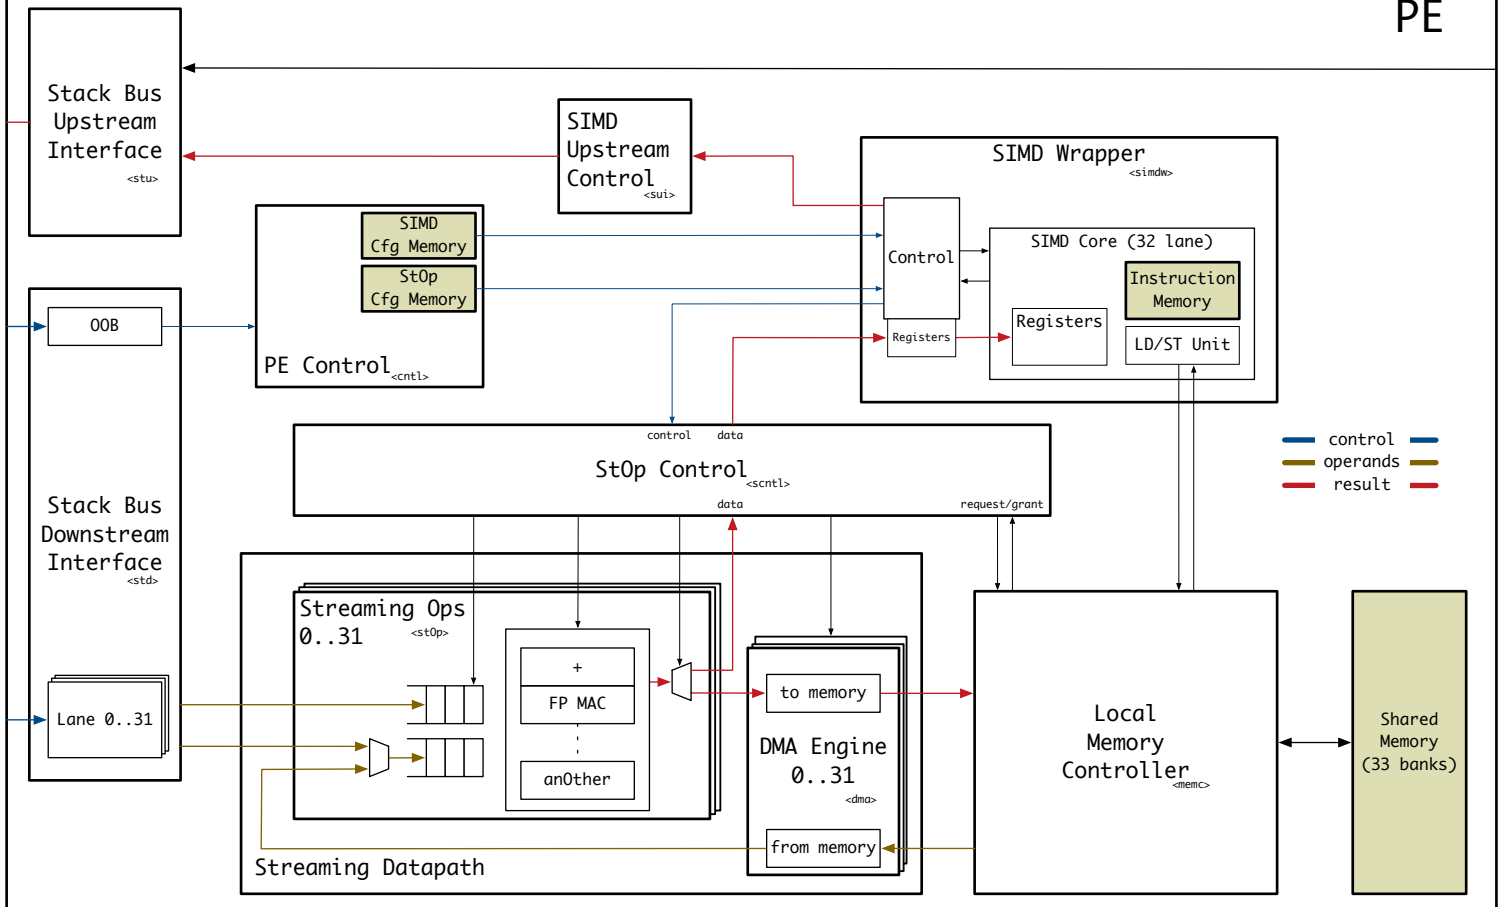 PE
Stack Bus
Upstream
Interface
<stu>
SIMD
Upstream
Control
<sui>
SIMD Wrapper
<simdw>
SIMD
Cfg Memory
StOp
Cfg Memory
PE Control
<cntl>
Control
Registers
SIMD Core (32 lane)
Instruction
Memory
Registers
LD/ST Unit
OOB
Stack Bus
Downstream
Interface
<std>
Lane 0..31
control
data
StOp Control
<scntl>
data
request/grant
control
operands
result
Streaming Ops
0..31
<stOp>
+
FP MAC
anOther
to memory
DMA Engine
0..31
<dma>
from memory
Streaming Datapath
Local
Memory
Controller
<memc>
Shared
Memory
(33 banks)